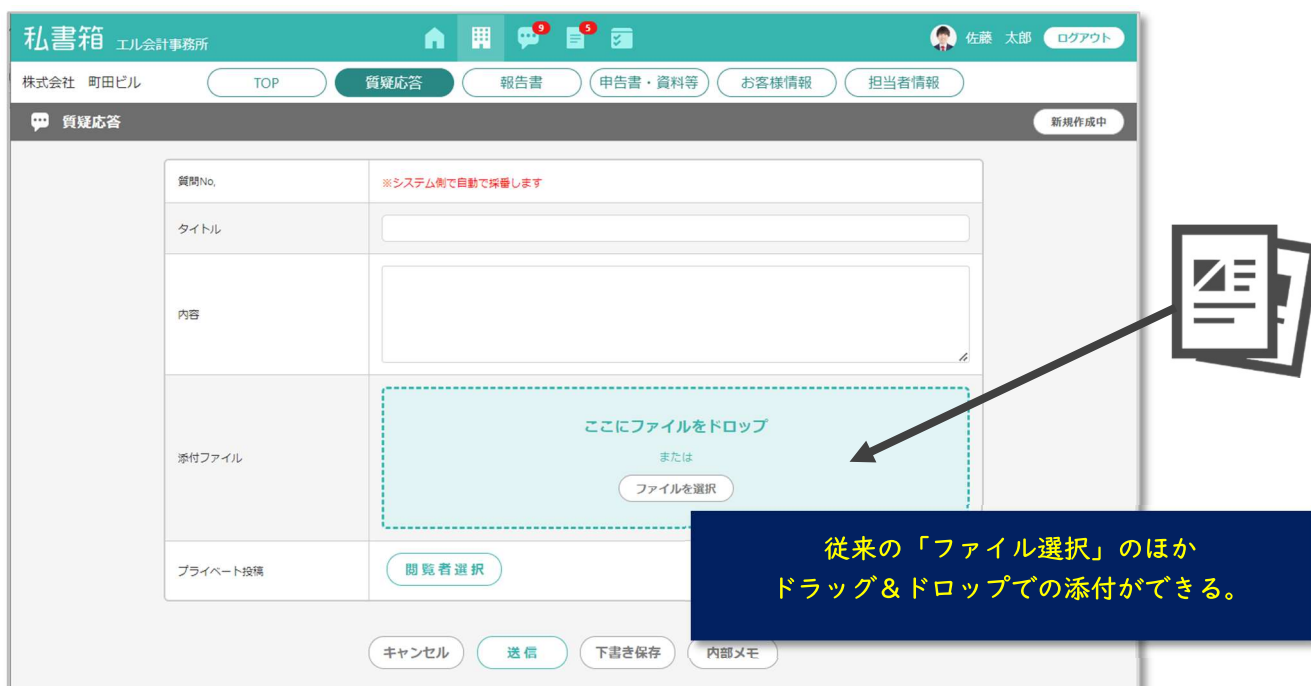 私書箱 エル会計事務所 9 5 佐藤 太郎 ログアウト
株式会社 町田ビル TOP 質疑応答 報告書 申告書・資料等 お客様情報 担当者情報
質疑応答 新規作成中
質問No, ※システム側で自動で採番します
タイトル
内容
ここにファイルをドロップ
添付ファイル または
ファイルを選択
従来の「ファイル選択」のほか
プライベート投稿 閲覧者選択
ドラッグ&ドロップでの添付ができる。
キャンセル 送信 下書き保存 内部メモ